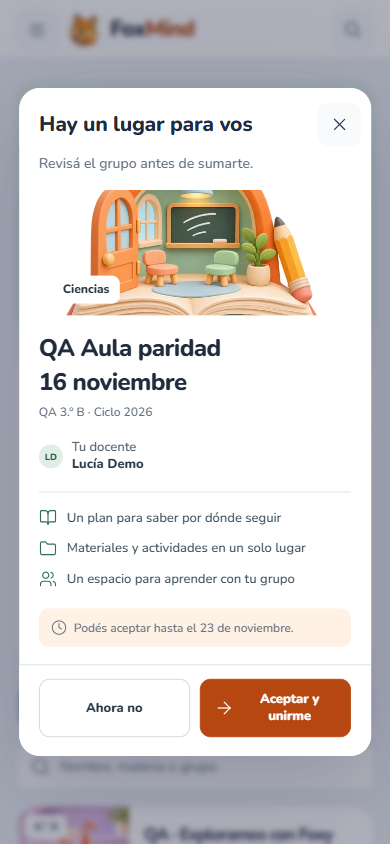 FoxMind
Hay un lugar para vos
Revisá el grupo antes de sumarte.
Ciencias
QA Aula paridad
16 noviembre
QA 3.º B · Ciclo 2026
LD
Tu docente
Lucía Demo
Un plan para saber por dónde seguir
Materiales y actividades en un solo lugar
Un espacio para aprender con tu grupo
Podés aceptar hasta el 23 de noviembre.
Ahora no
Aceptar y
unirme
Nombre, materia o grupo
QA · Exploramos con Foxy